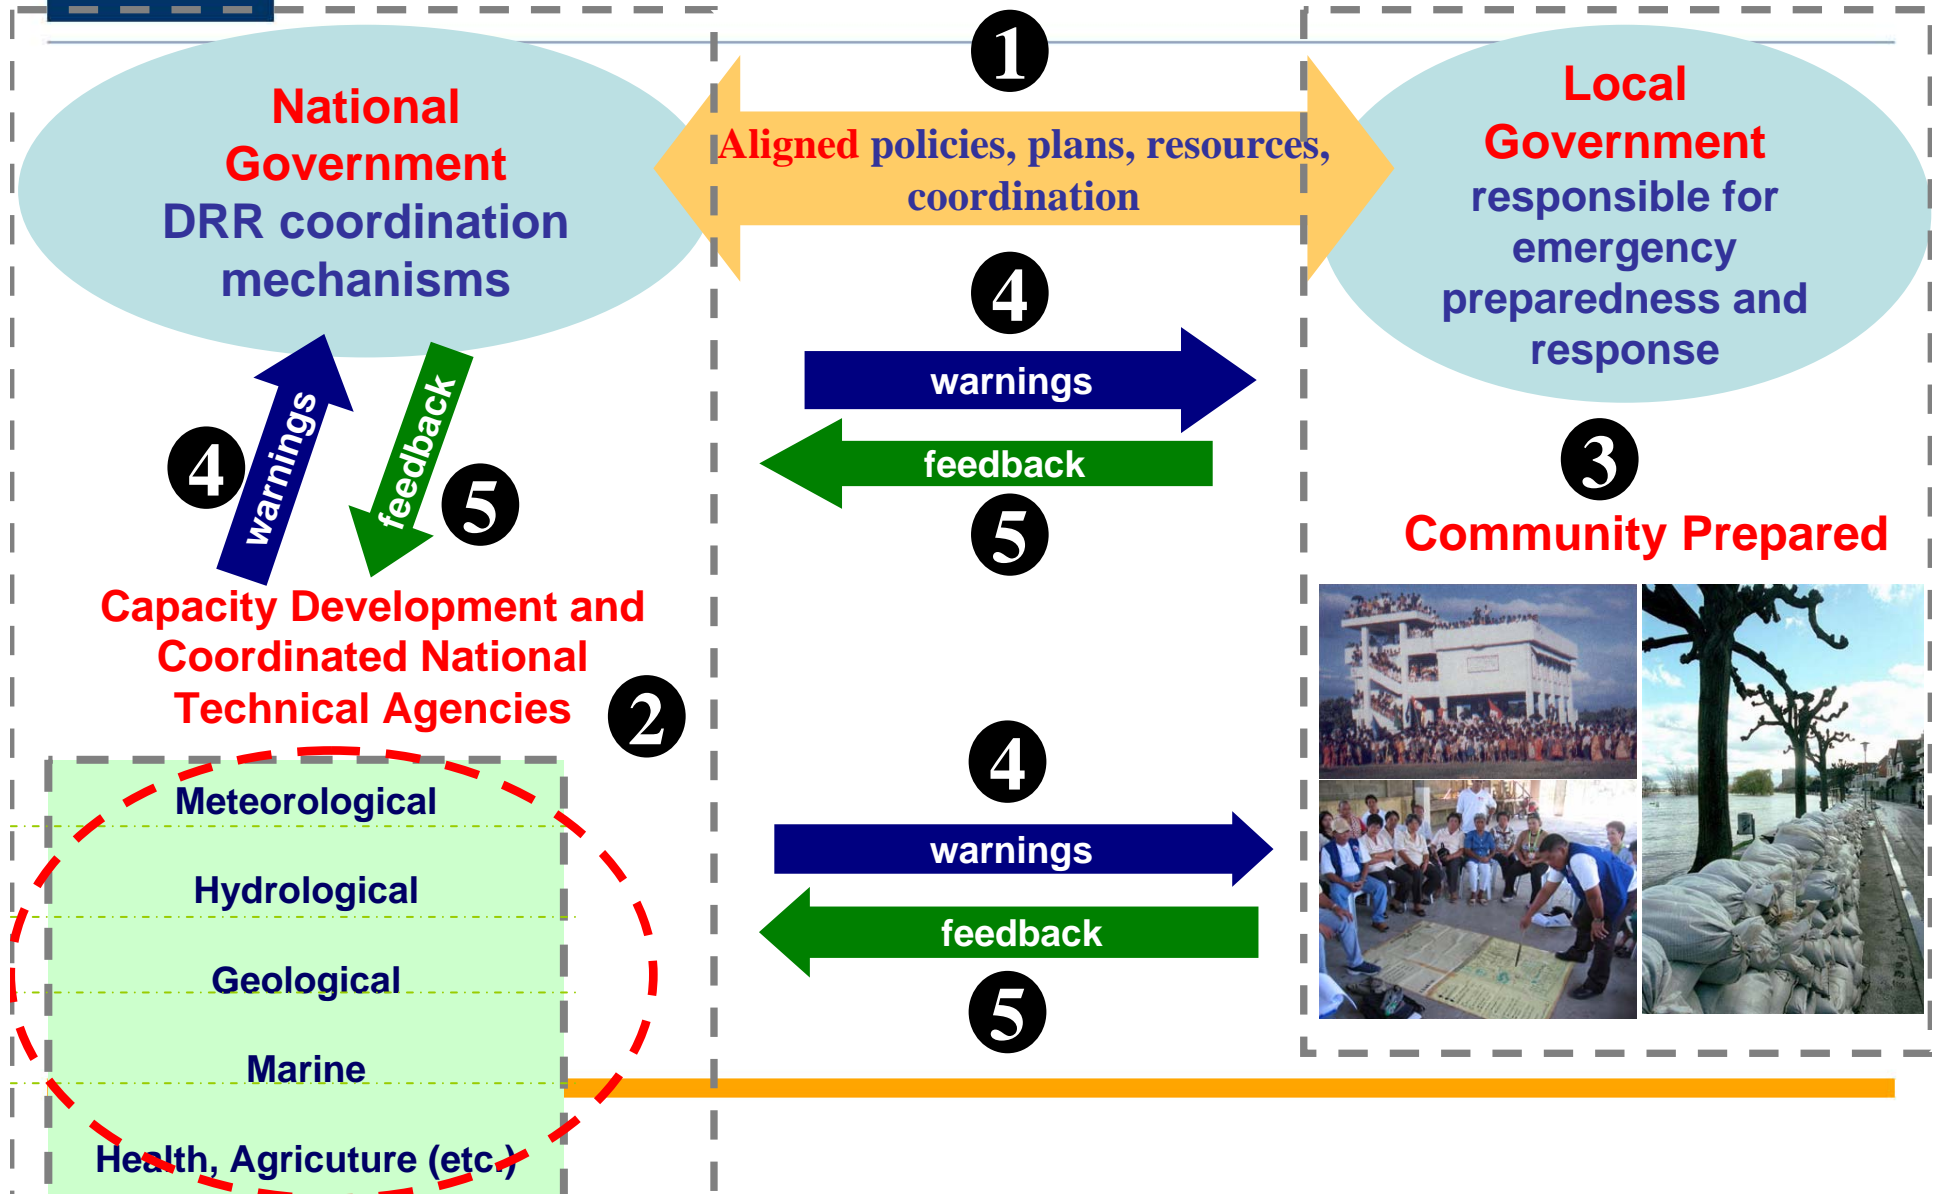 National
Government
DRR coordination
mechanisms
1
Aligned policies, plans, resources,
coordination
Local
Government
responsible for
emergency
preparedness and
response
4
warnings
feedback
5
4
warnings
feedback
5
3
Community Prepared
Capacity Development and
Coordinated National
Technical Agencies
2
Meteorological
Hydrological
Geological
Marine
Health, Agricuture (etc.)
4
warnings
feedback
5